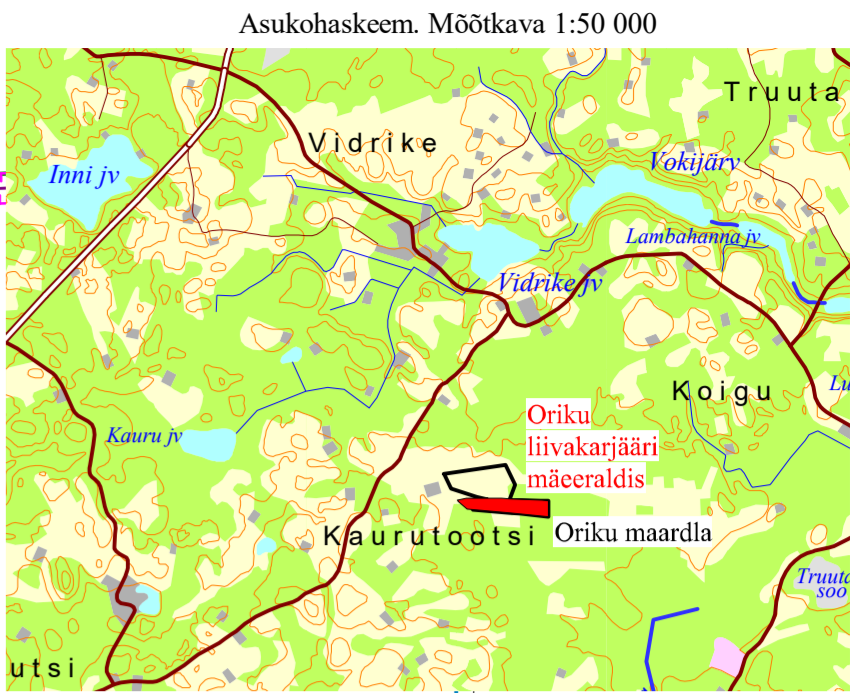 Asukohaskeem. Mõõtkava 1:50 000
Truuta
Vidrike
Vokijärv
Inni jv
Lambahanna jv
Vidrike jv
Koigu
Oriku
liivakarjääri
mäeeraldis
Kauru jv
Kaurutootsi
Oriku maardla
Truuta
soo
utsi